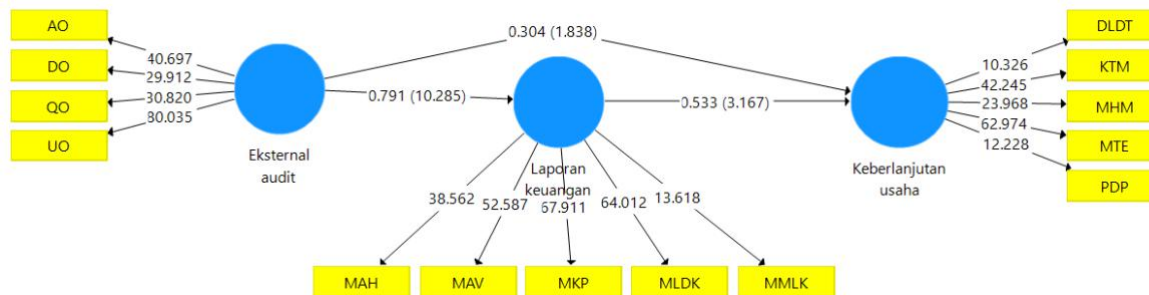 AO
DO
QO
UO
40.697
29.912
30.820
80.035
Eksternal
audit
0.304 (1.838)
0.791 (10.285)
0.533 (3.167)
Laporan
keuangan
38.562
52.587
67.911
64.012
13.618
MAH
MAV
MKP
MLDK
MMLK
Keberlanjutan
usaha
10.326
42.245
23.968
62.974
12.228
DLDT
KTM
MHM
MTE
PDP